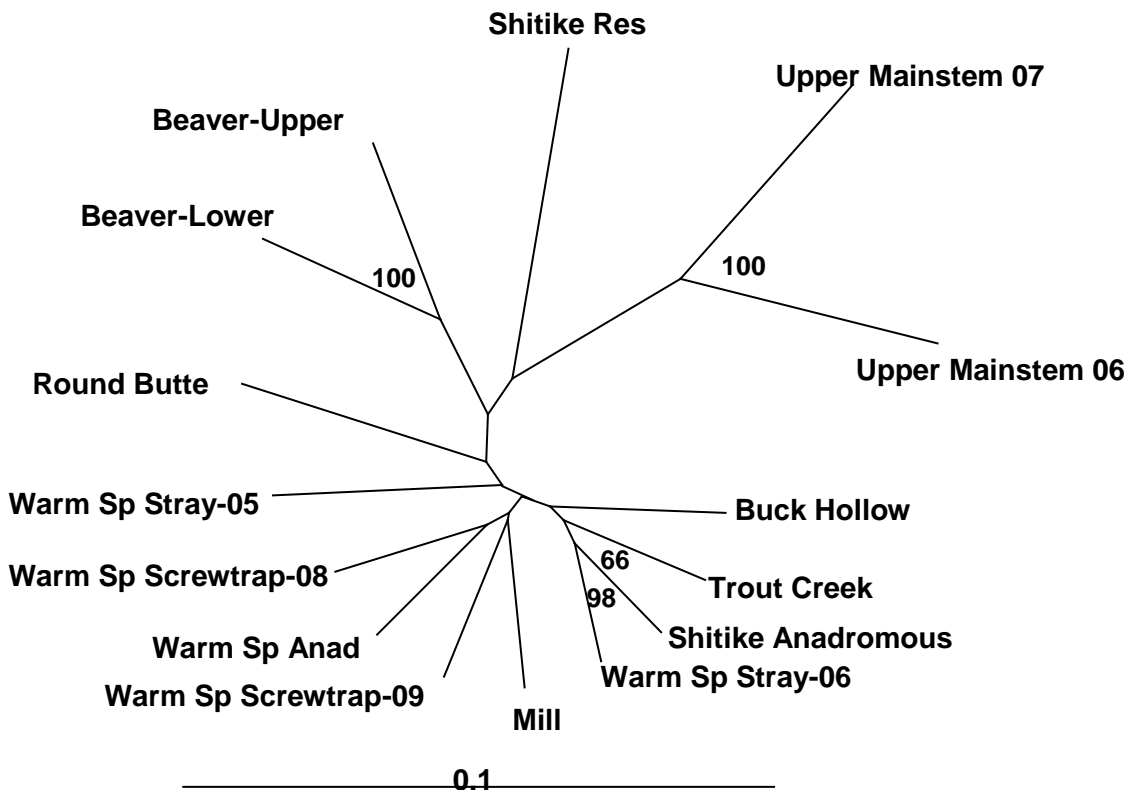 Shitike Res
Upper Mainstem 07
Beaver-Upper
Beaver-Lower
100
100
Upper Mainstem 06
Round Butte
Warm Sp Stray-05
Buck Hollow
66
Warm Sp Screwtrap-08
Trout Creek
98
Shitike Anadromous
Warm Sp Anad
Warm Sp Stray-06
Warm Sp Screwtrap-09
Mill
0.1